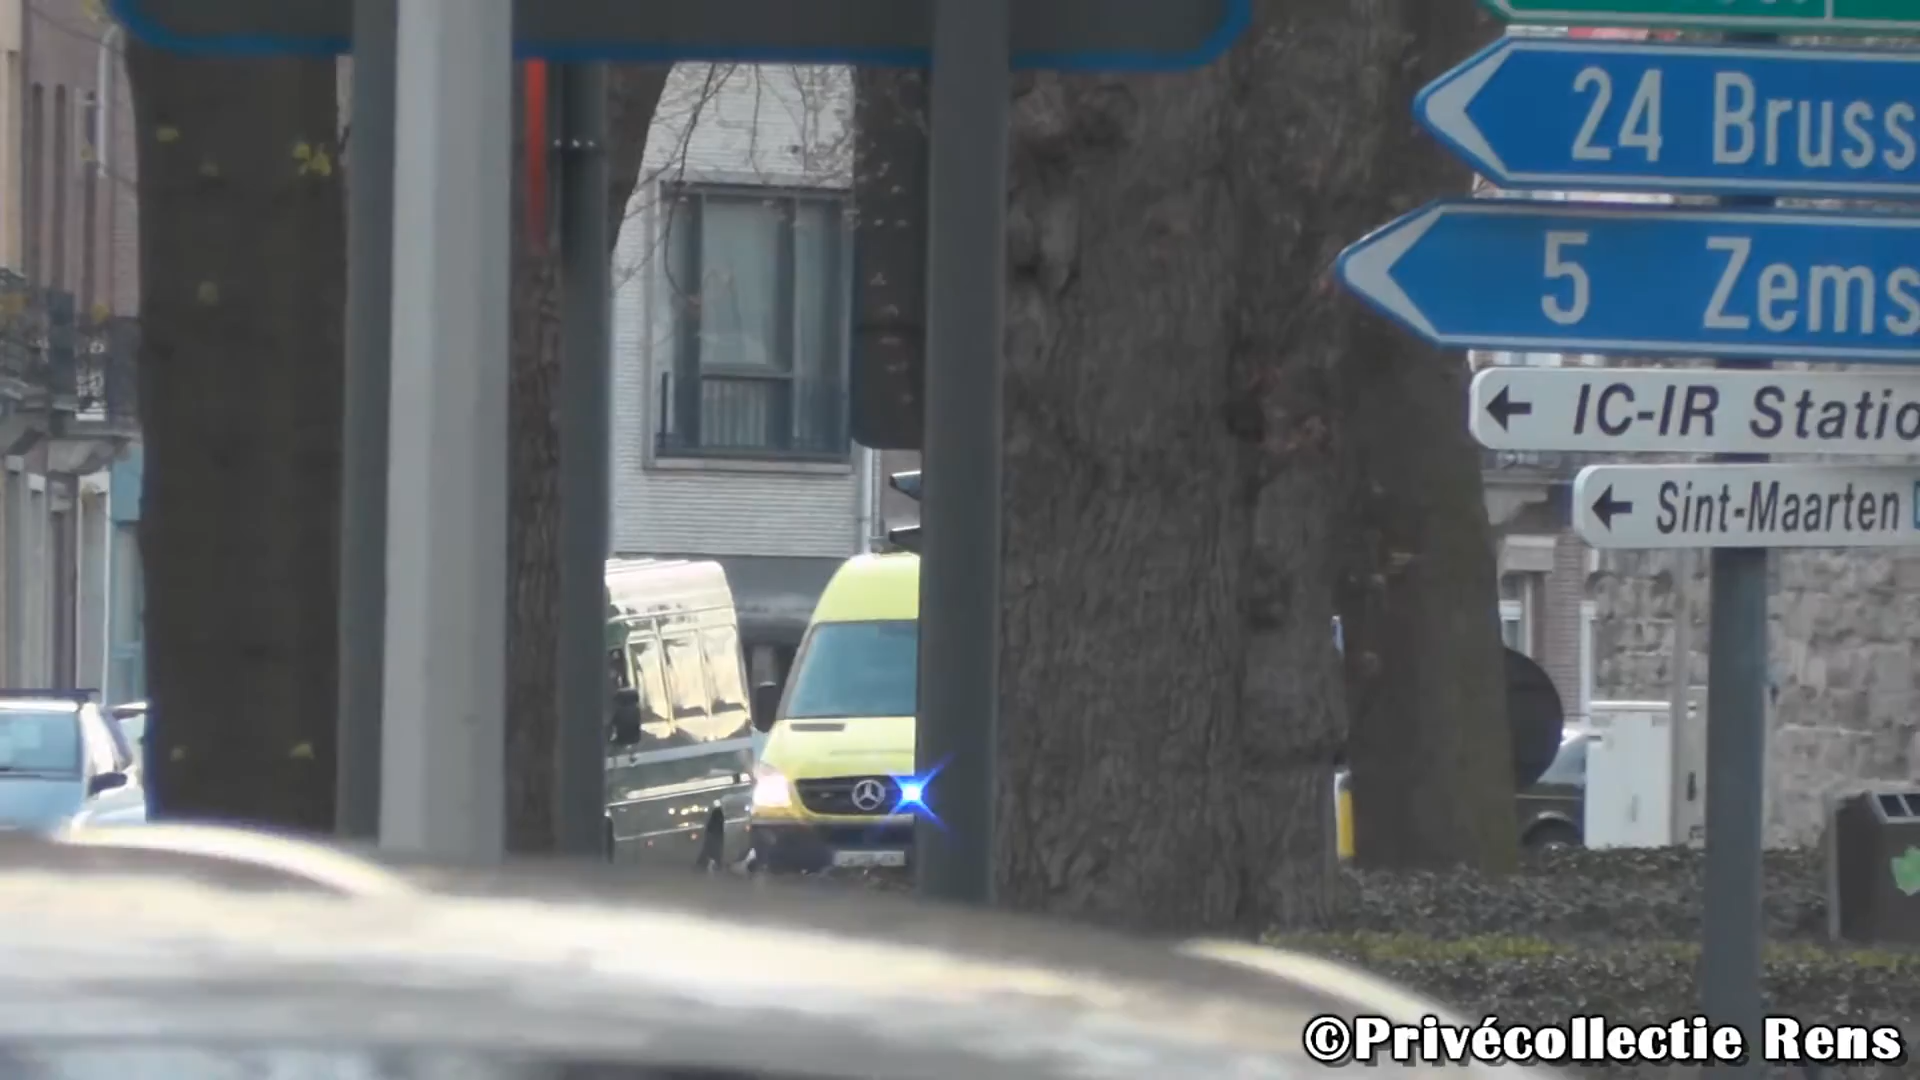 24 Bruss
5 Zems
IC-IR Statio
Sint-Maarten
©Privécollectie Rens